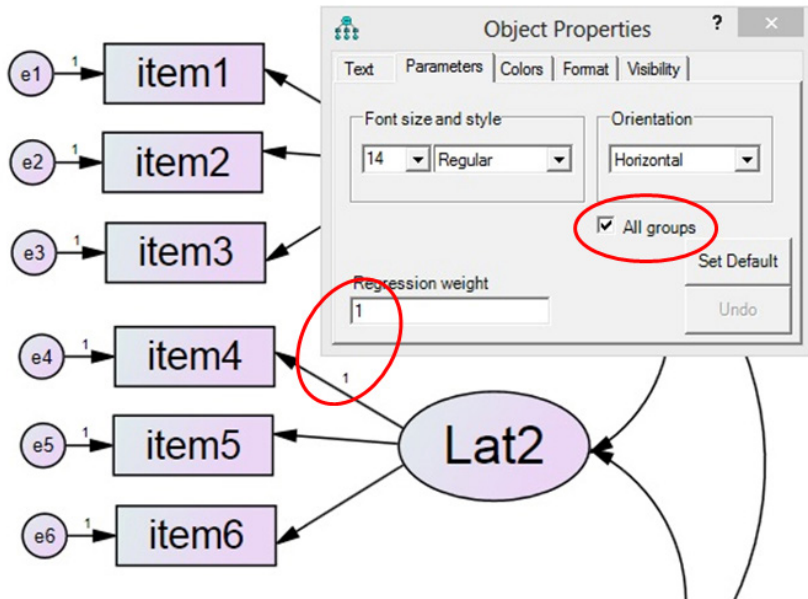 Object Properties ? ×
Text Parameters Colors Format Visibility
Font size and style
14 Regular
Orientation
Horizontal
All groups
Set Default
Regression weight
1
Undo
e1 1 item1
e2 1 item2
e3 1 item3
e4 1 item4
1
e5 1 item5
Lat2
e6 1 item6